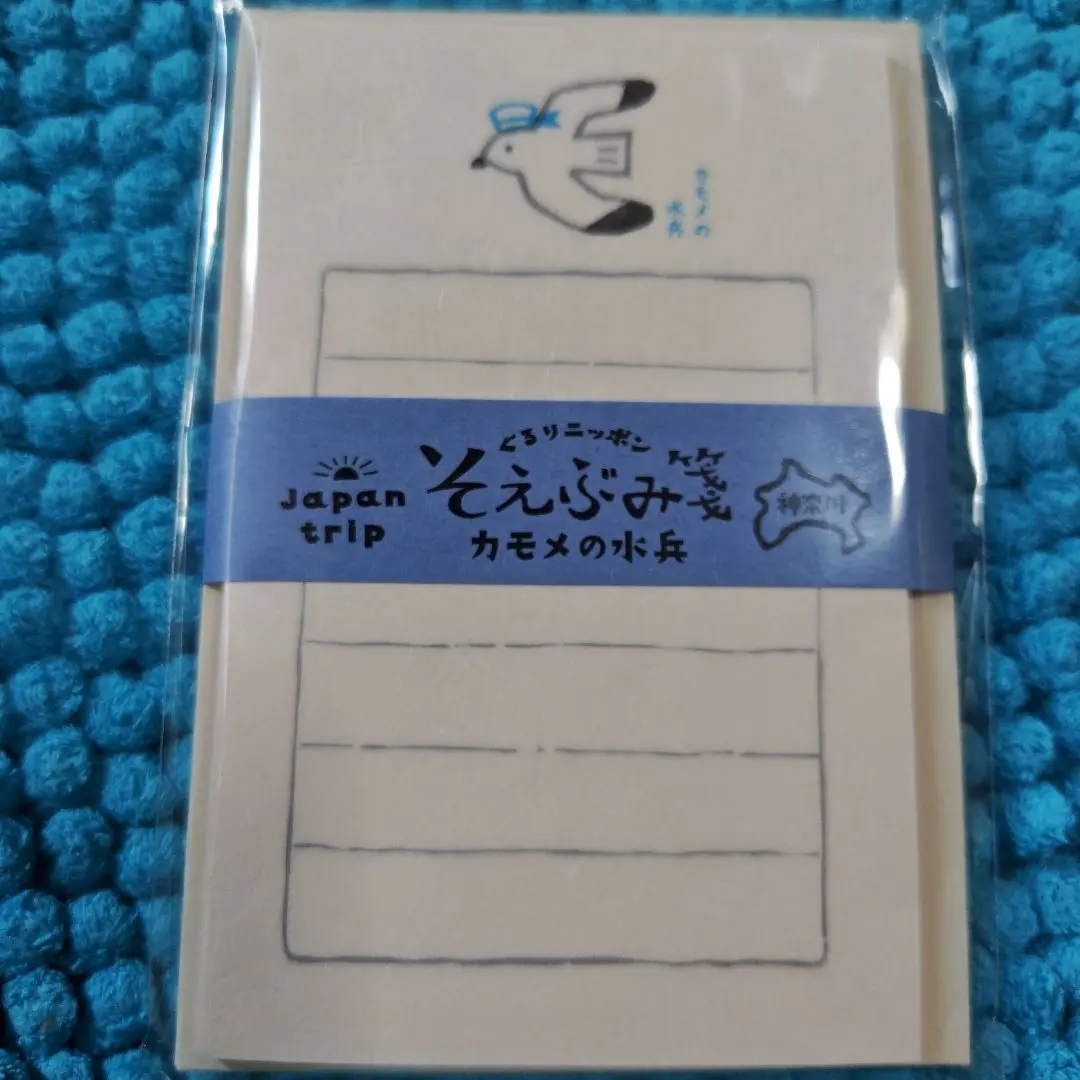 カモメの
水兵
Japan
trip
ぐるりニッポン
そえぶみ箋
カモメの水兵
神奈川